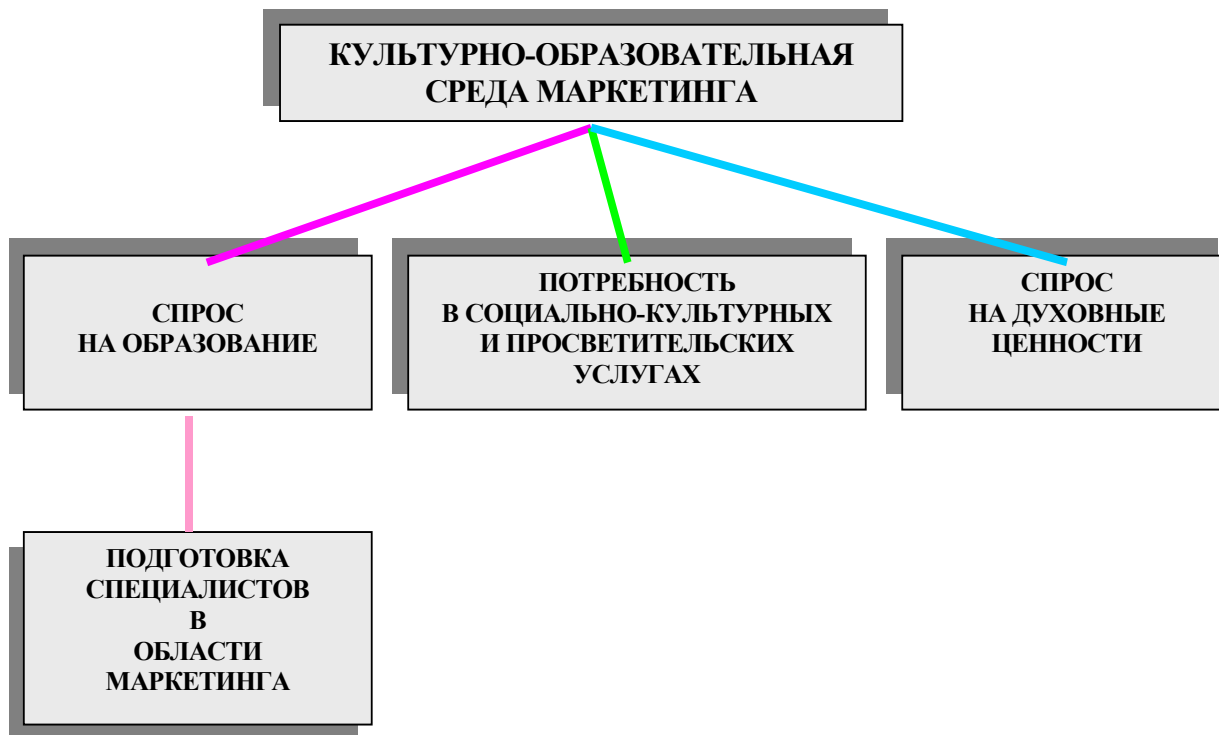 КУЛЬТУРНО-ОБРАЗОВАТЕЛЬНАЯ
СРЕДА МАРКЕТИНГА
СПРОС
НА ОБРАЗОВАНИЕ
ПОТРЕБНОСТЬ
В СОЦИАЛЬНО-КУЛЬТУРНЫХ
И ПРОСВЕТИТЕЛЬСКИХ
УСЛУГАХ
СПРОС
НА ДУХОВНЫЕ
ЦЕННОСТИ
ПОДГОТОВКА
СПЕЦИАЛИСТОВ
В
ОБЛАСТИ
МАРКЕТИНГА